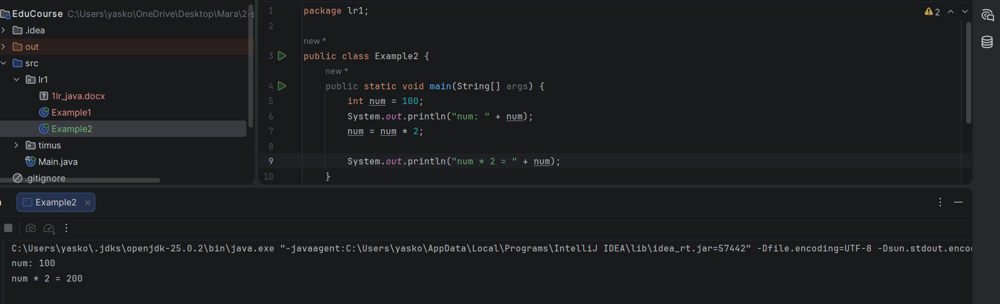 EduCourse C:\Users\yasko\OneDrive\Desktop\Мага\2-s
.idea
out
src
lr1
1lr_java.docx
Example1
Example2
timus
Main.java
.gitignore
1 package lr1;
2
new *
3 public class Example2 {
new *
4 public static void main(String[] args) {
5 int num = 100;
6 System.out.println("num: " + num);
7 num = num * 2;
8
9 System.out.println("num * 2 = " + num);
10 }
2
Example2
C:\Users\yasko\.jdks\openjdk-25.0.2\bin\java.exe "-javaagent:C:\Users\yasko\AppData\Local\Programs\IntelliJ IDEA\lib\idea_rt.jar=57442" -Dfile.encoding=UTF-8 -Dsun.stdout.enco
num: 100
num * 2 = 200